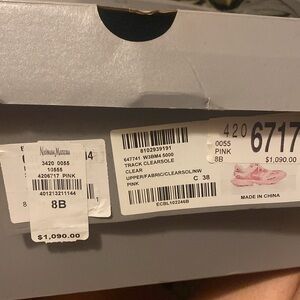 Neiman Marcus
3420 0055
10555
4206717 PINK
401213211144
8B
$1,090.00
8102939191
647741 W3BM4 5000
TRACK CLEARSOLE
CLEAR
UPPER/FABRIC/CLEARSOL/NW
PINK
C 38
ECBL102246B
420 6717
0055
PINK
8B
$1,090.00
MADE IN CHINA